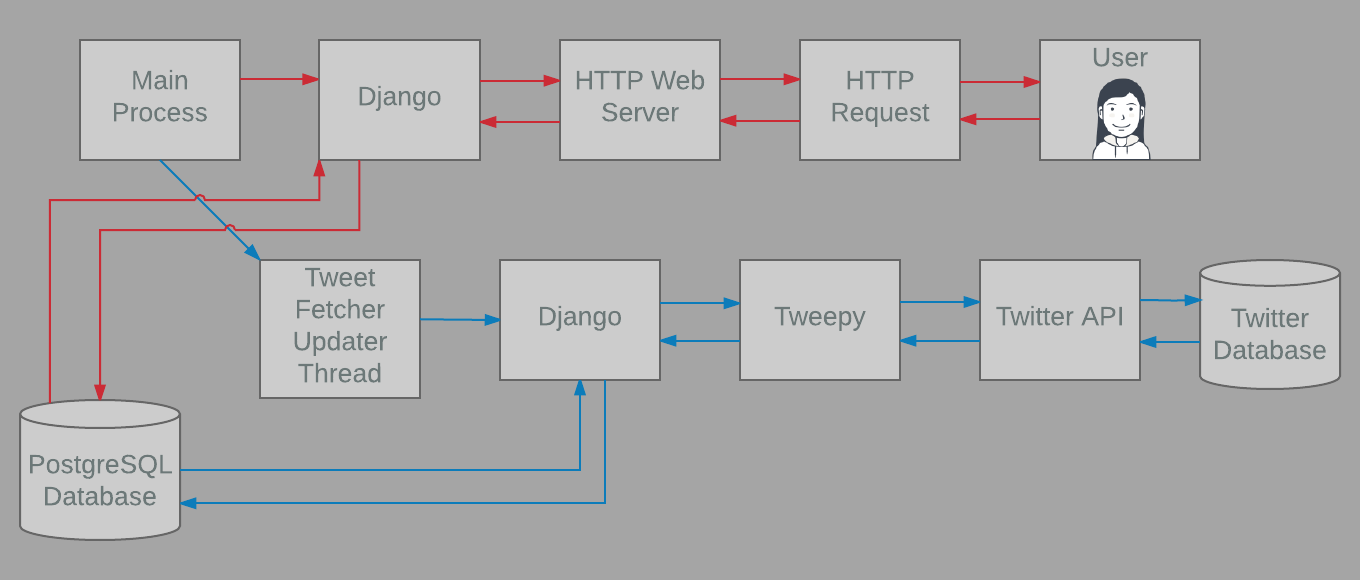 Main
Process
Django
HTTP Web
Server
HTTP
Request
User
Tweet
Fetcher
Updater
Thread
Django
Tweepy
Twitter API
Twitter
Database
PostgreSQL
Database